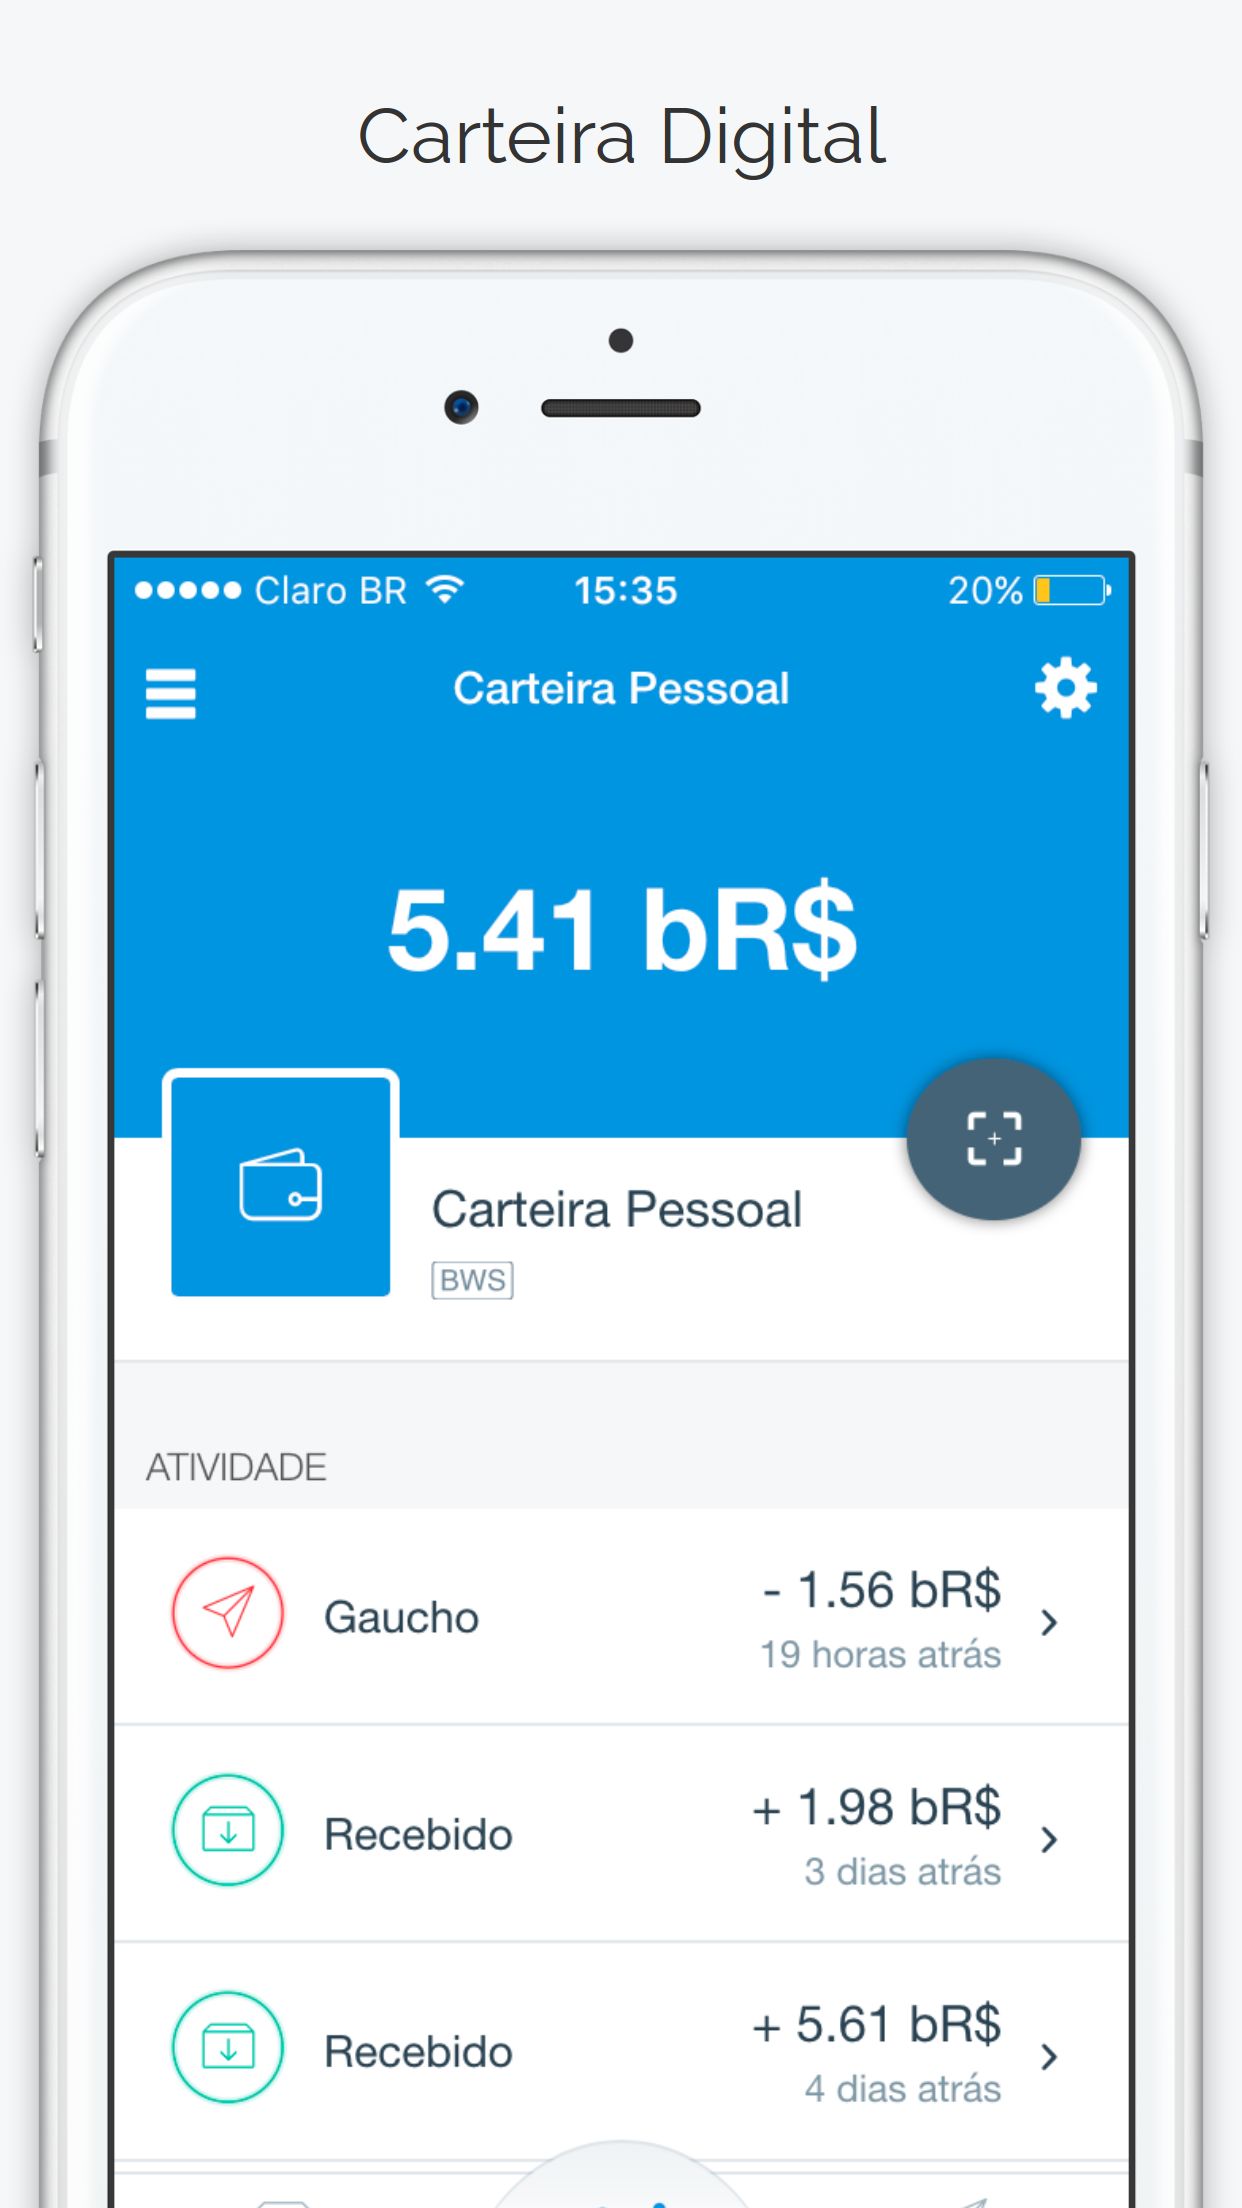 Carteira Digital
Claro BR 15:35 20%
Carteira Pessoal
5.41 bR$
Carteira Pessoal
BWS
ATIVIDADE
Gaucho - 1.56 bR$
19 horas atrás
Recebido + 1.98 bR$
3 dias atrás
Recebido + 5.61 bR$
4 dias atrás